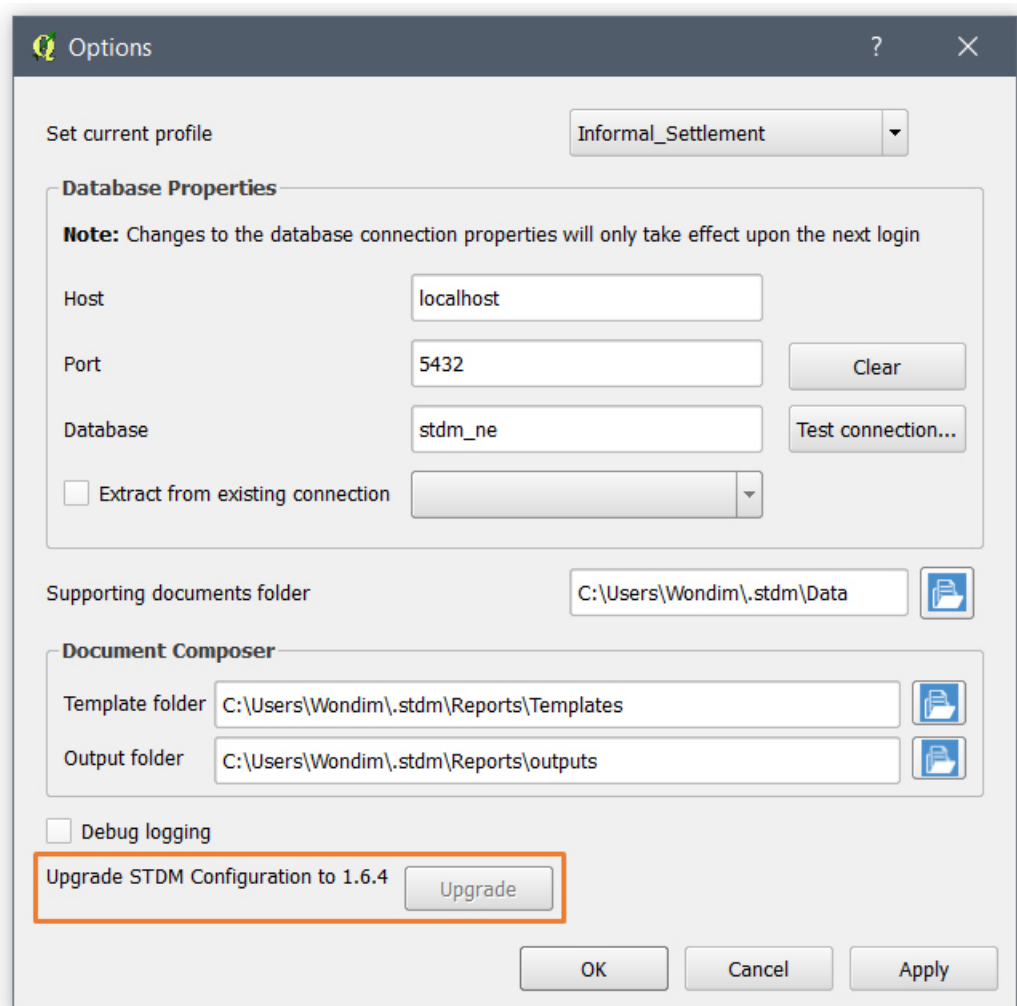 Options
?
Set current profile
Informal_Settlement
Database Properties
Note: Changes to the database connection properties will only take effect upon the next login
Host
localhost
Port
5432
Clear
Database
stdm_ne
Test connection...
Extract from existing connection
Supporting documents folder
C:\Users\Wondim\.stdm\Data
Document Composer
Template folder
C:\Users\Wondim\.stdm\Reports\Templates
Output folder
C:\Users\Wondim\.stdm\Reports\outputs
Debug logging
Upgrade STDM Configuration to 1.6.4
Upgrade
OK
Cancel
Apply